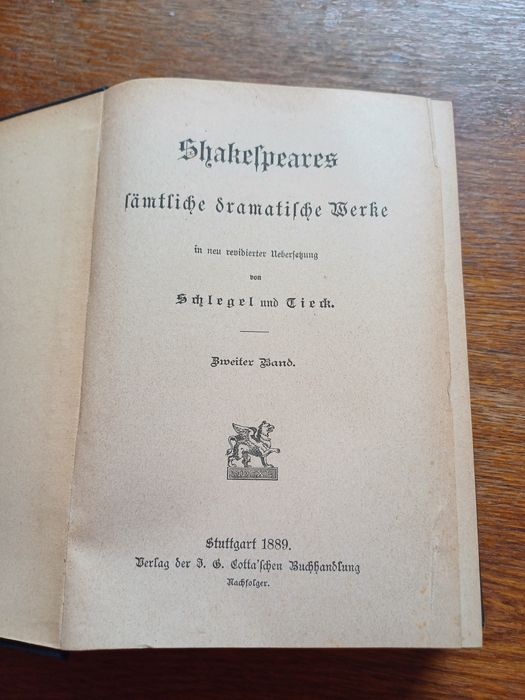 Shakeſpeares
ſämtliche dramatiſche Werke
in neu revidierter Ueberſetzung
von
Schlegel und Tieck.
Zweiter Band.
Stuttgart 1889.
Verlag der J. G. Cotta'ſchen Buchhandlung
Nachfolger.